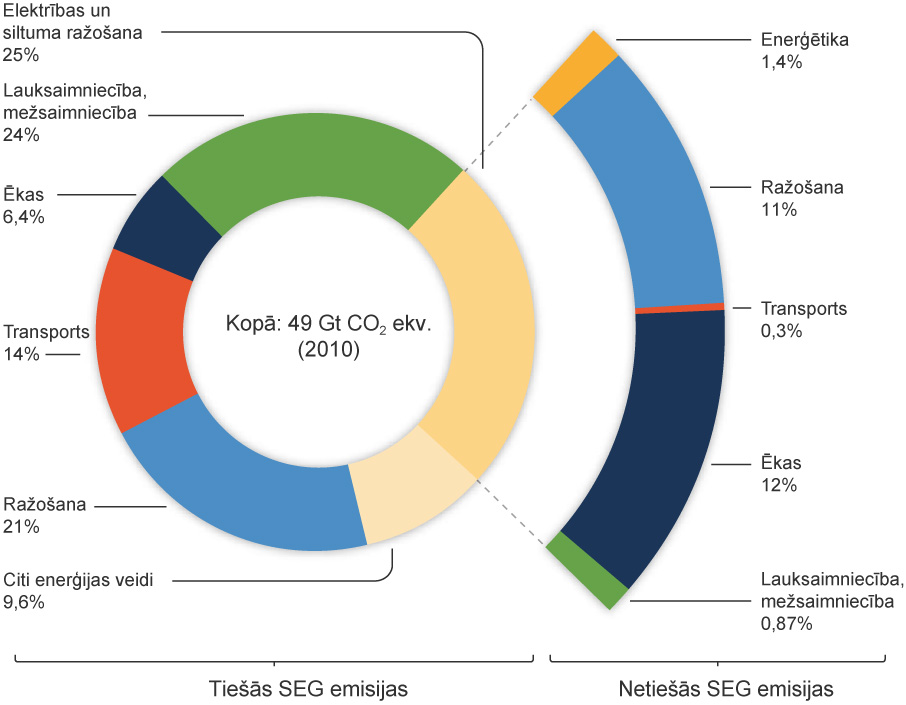 Elektrības un
siltuma ražošana
25%
Lauksaimniecība,
mežsaimniecība
24%
Ēkas
6,4%
Transports
14%
Ražošana
21%
Citi enerģijas veidi
9,6%
Kopā: 49 Gt CO₂ ekv.
(2010)
Tiešās SEG emisijas
Enerģētika
1,4%
Ražošana
11%
Transports
0,3%
Ēkas
12%
Lauksaimniecība,
mežsaimniecība
0,87%
Netiešās SEG emisijas